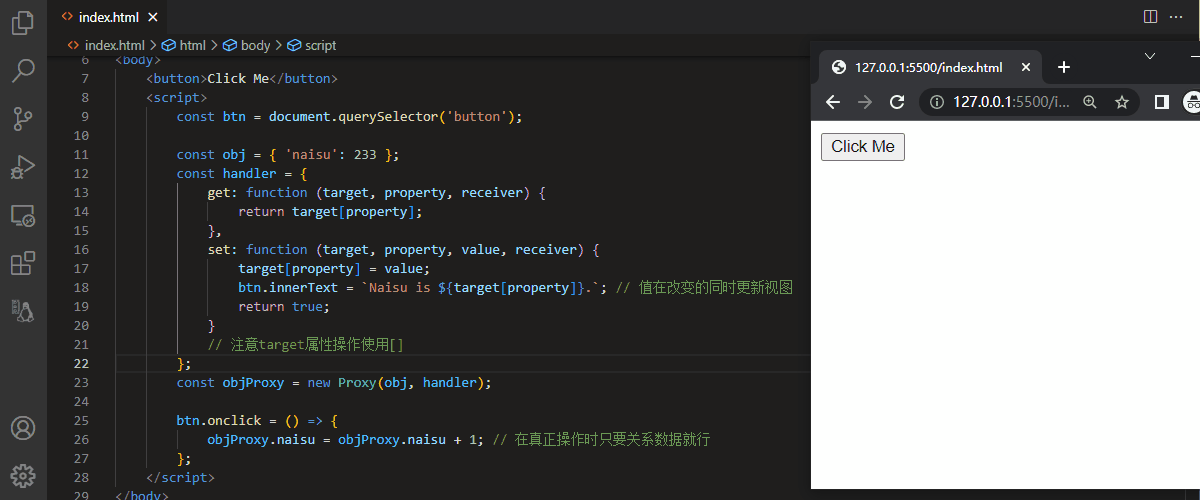 index.html
index.html > html > body > script
6 <body>
7 <button>Click Me</button>
8 <script>
9 const btn = document.querySelector('button');
10
11 const obj = { 'naisu': 233 };
12 const handler = {
13 get: function (target, property, receiver) {
14 return target[property];
15 },
16 set: function (target, property, value, receiver) {
17 target[property] = value;
18 btn.innerText = `Naisu is ${target[property]}.`; // 值在改变的同时更新视图
19 return true;
20 }
21 // 注意target属性操作使用[]
22 };
23 const objProxy = new Proxy(obj, handler);
24
25 btn.onclick = () => {
26 objProxy.naisu = objProxy.naisu + 1; // 在真正操作时只要关系数据就行
27 };
28 </script>
29 </body>
127.0.0.1:5500/index.html
127.0.0.1:5500/i...
Click Me